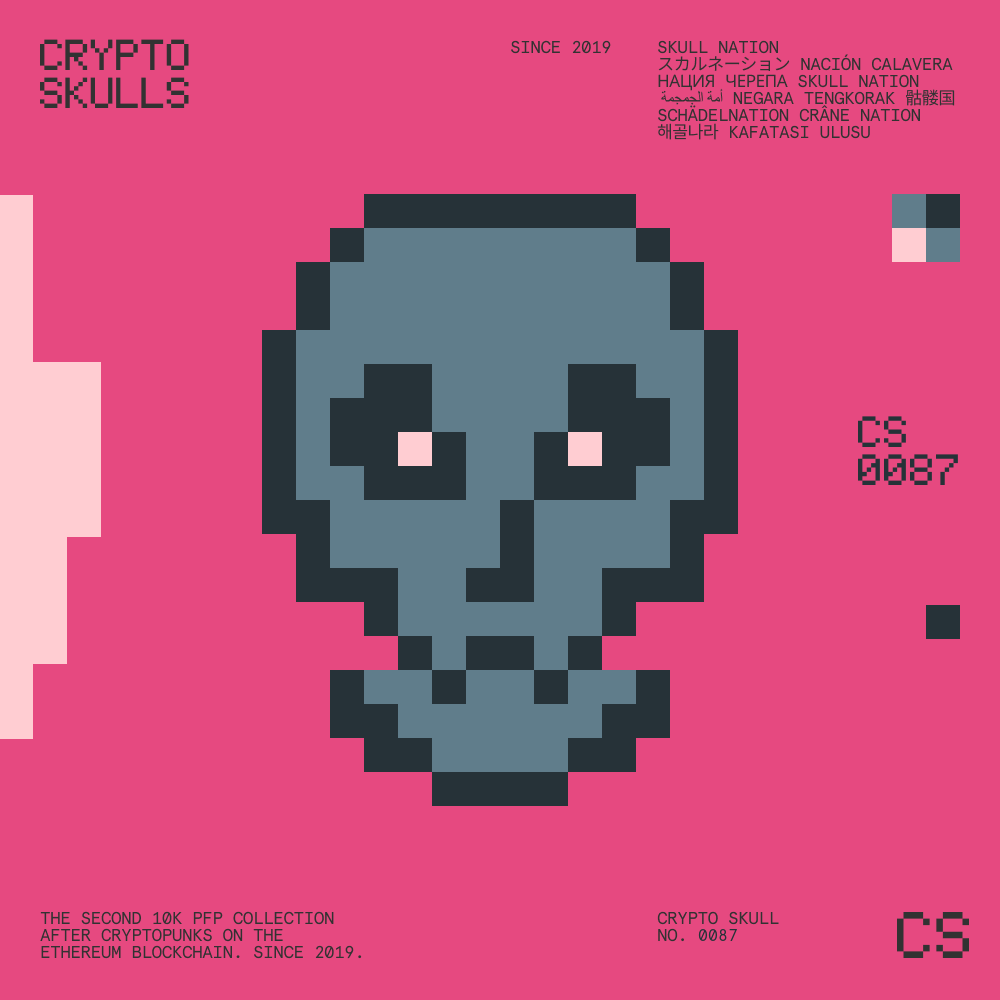 CRYPTO
SKULLS
SINCE 2019
SKULL NATION
スカルネーション NACIÓN CALAVERA
НАЦИЯ ЧЕРЕПА SKULL NATION
أمة الجمجمة NEGARA TENGKORAK 骷髅国
SCHÄDELNATION CRÂNE NATION
해골나라 KAFATASI ULUSU
CS
0087
THE SECOND 10K PFP COLLECTION
AFTER CRYPTOPUNKS ON THE
ETHEREUM BLOCKCHAIN. SINCE 2019.
CRYPTO SKULL
NO. 0087
CS